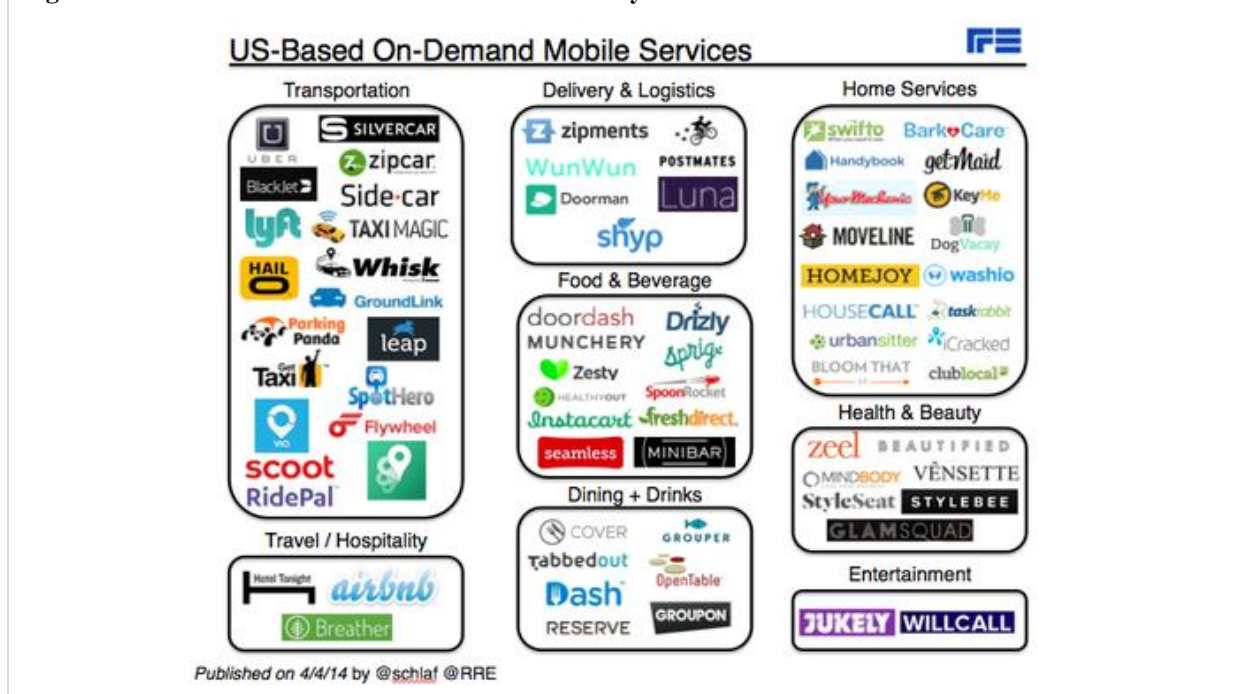 US-Based On-Demand Mobile Services
Transportation
UBER
SILVERCAR
zipcar
BlackJet
Side.car
lyft
TAXI MAGIC
HAIL O
Whisk
GroundLink
Parking Panda
leap
Get Taxi
SpotHero
VIO
Flywheel
scoot
RidePal
Travel / Hospitality
Hotel Tonight
airbnb
Breather
Delivery & Logistics
zipments
WunWun
POSTMATES
Doorman
Luna
shyp
Food & Beverage
doordash
Drizly
MUNCHERY
sprig
Zesty
SpoonRocket
HEALTHYOUT
Instacart
freshdirect.
seamless
MINIBAR
Dining + Drinks
COVER
GROUPER
Tabbedout
OpenTable
Dash
GROUPON
RESERVE
Home Services
swifto
BarkCare
Handybook
getMaid
YourMechanic
KeyMe
MOVELINE
DogVacay
HOMEJOY
washio
HOUSECALL
taskrabbit
urbansitter
iCracked
BLOOM THAT
clublocal
Health & Beauty
zeel
BEAUTIFIED
MINDBODY
VÊNSETTE
StyleSeat
STYLEBEE
GLAMSQUAD
Entertainment
JUKELY
WILLCALL
Published on 4/4/14 by @schlaf @RRE